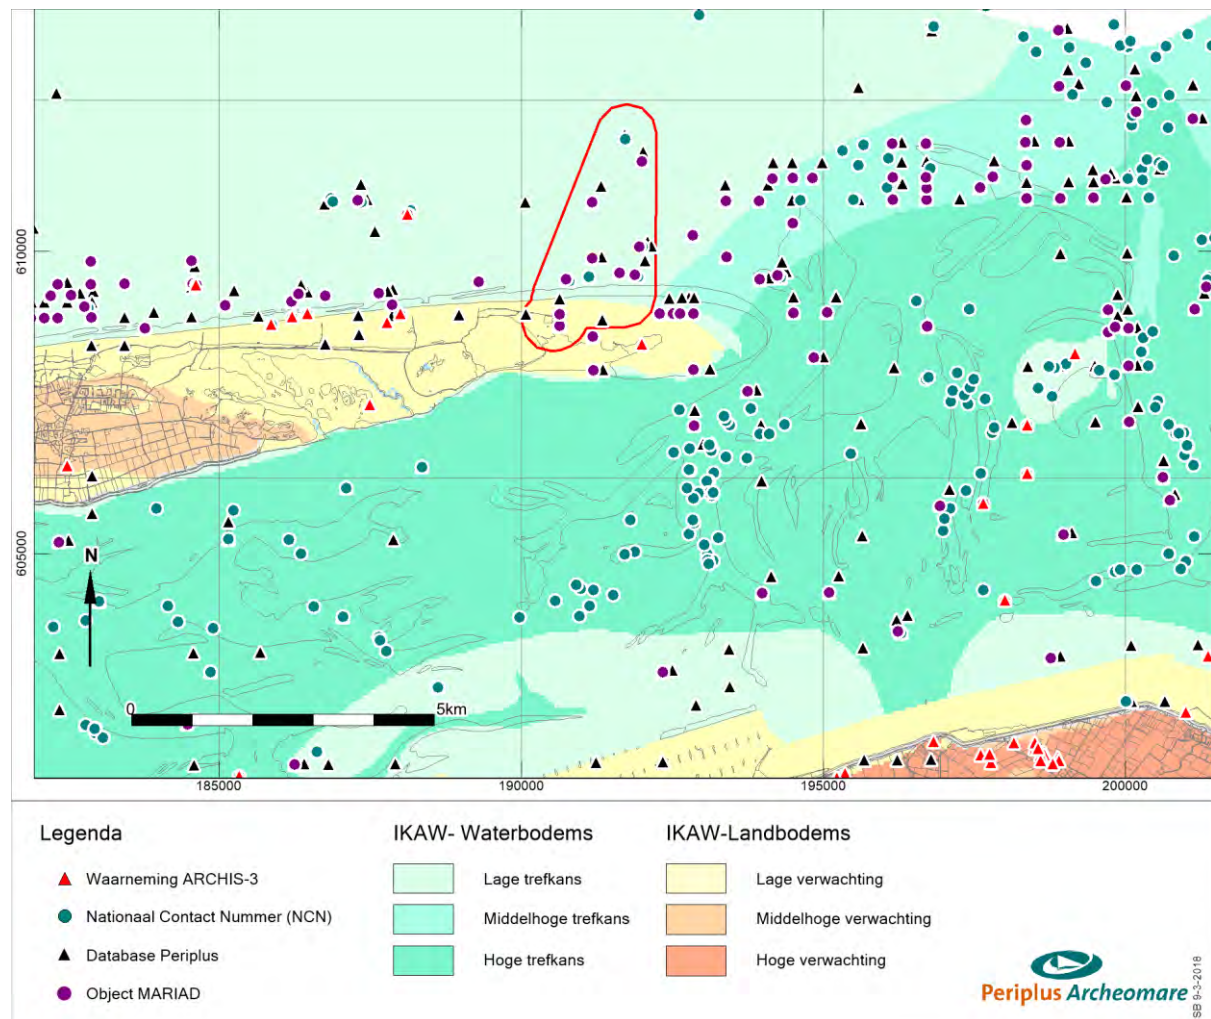 610000
605000
N
0
5km
185000
190000
195000
200000
Legenda
Waarneming ARCHIS-3
Nationaal Contact Nummer (NCN)
Database Periplus
Object MARIAD
IKAW- Waterbodems
Lage trefkans
Middelhoge trefkans
Hoge trefkans
IKAW-Landbodems
Lage verwachting
Middelhoge verwachting
Hoge verwachting
Periplus Archeomare
SB 9-3-2018